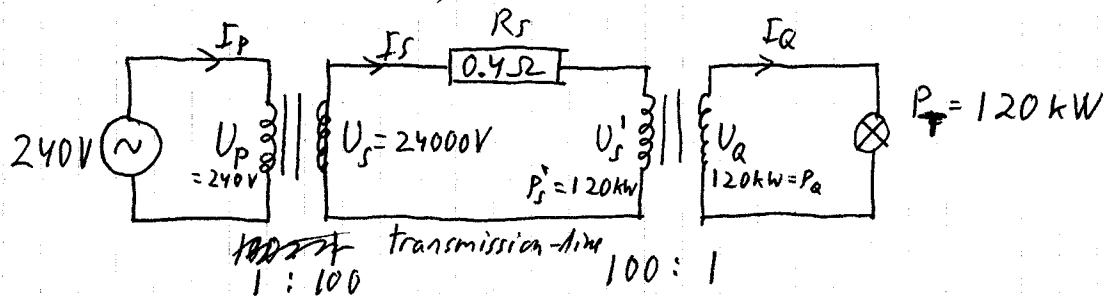 I_P
I_S
R_S
0.4Ω
I_Q
240V
U_P
=240V
U_S = 24000V
U_S'
P_S' = 120kW
U_Q
120kW = P_Q
P = 120 kW
1 : 100
transmission-line
100 : 1